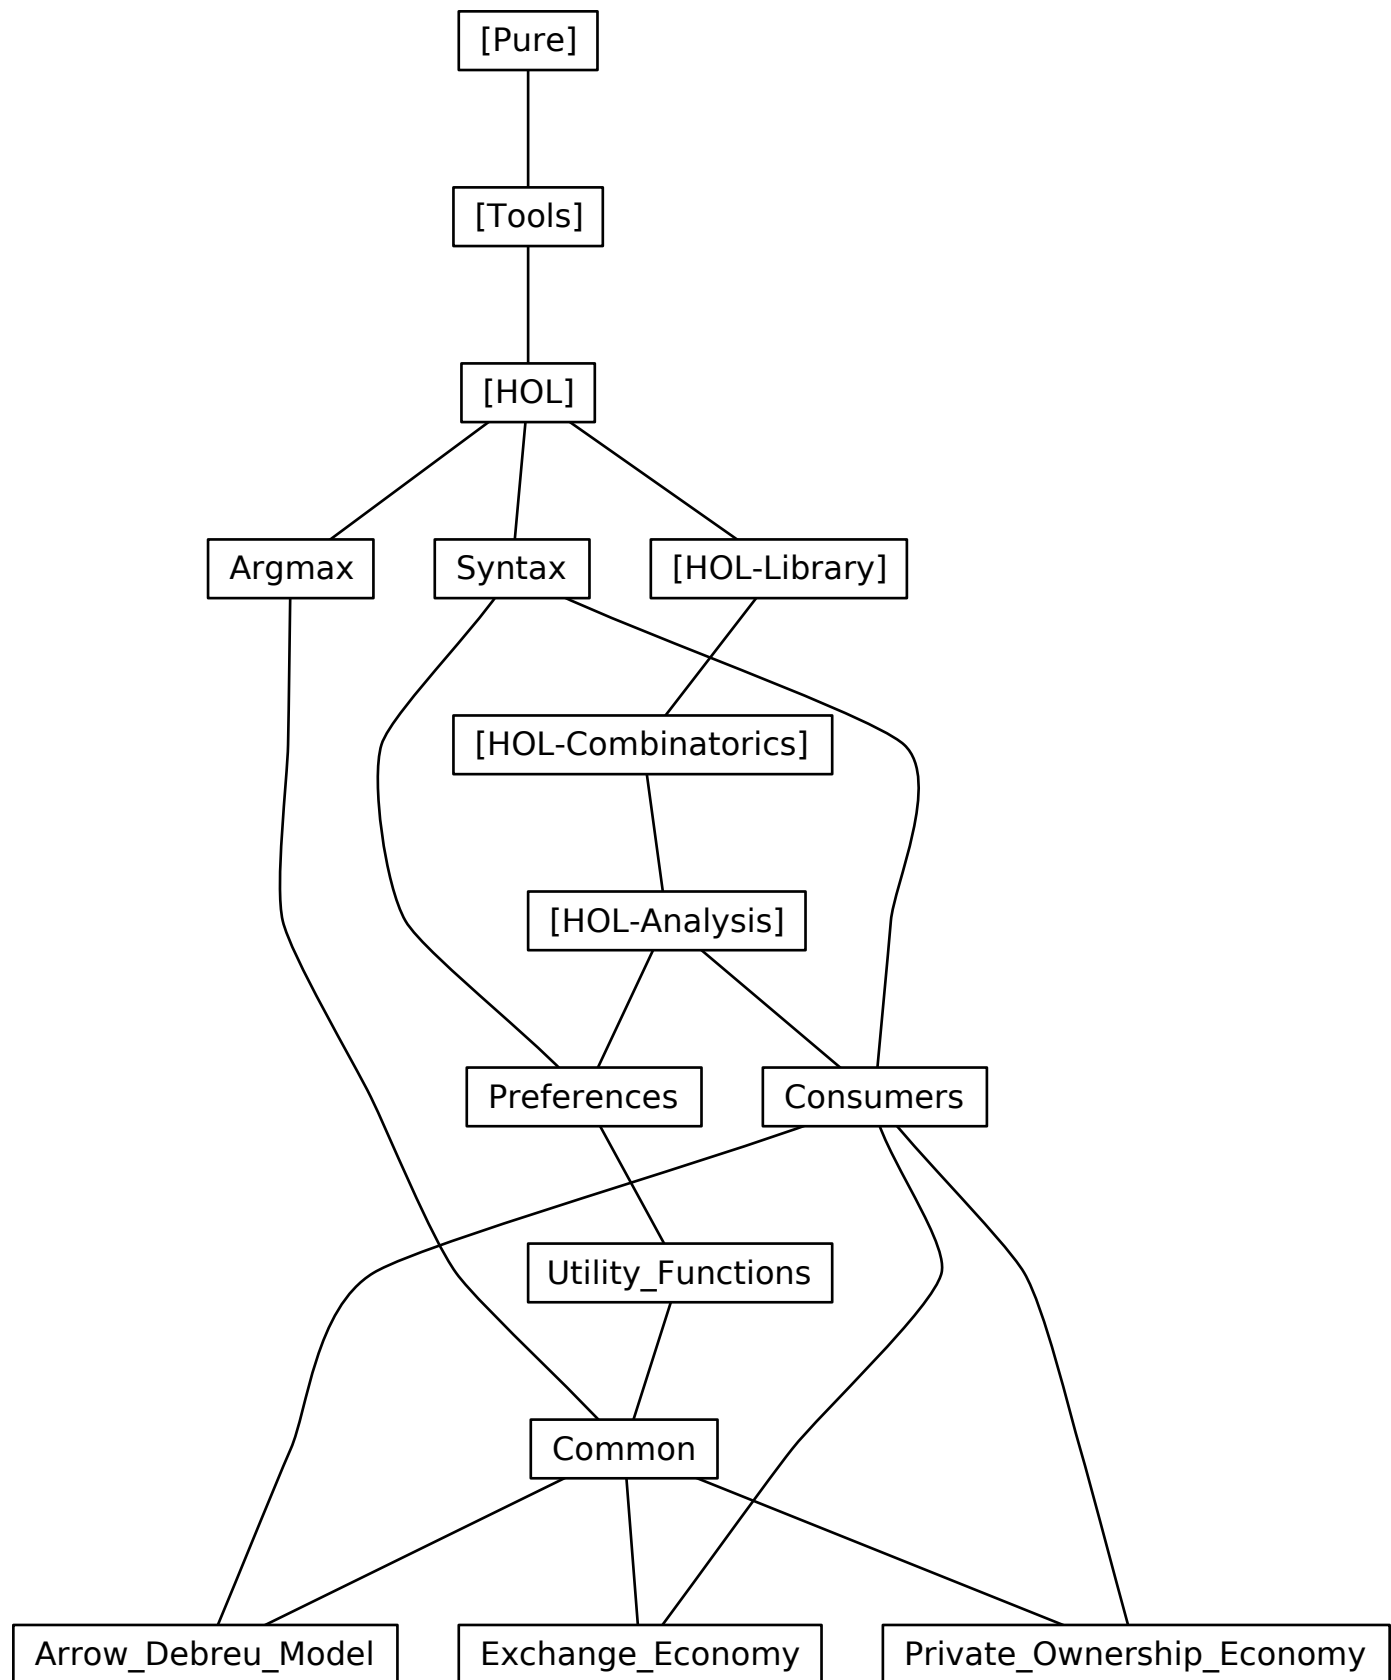 [Pure]
[Tools]
[HOL]
Argmax
Syntax
[HOL-Library]
[HOL-Combinatorics]
[HOL-Analysis]
Preferences
Consumers
Utility_Functions
Common
Arrow_Debreu_Model
Exchange_Economy
Private_Ownership_Economy